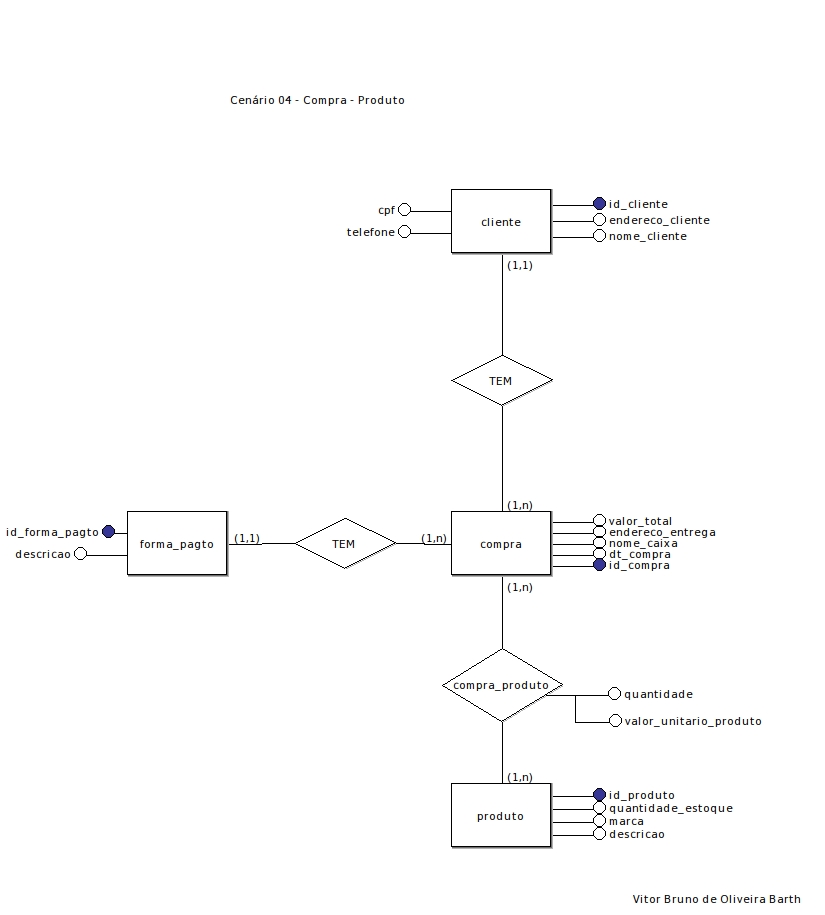 Cenário 04 - Compra - Produto
cpf
telefone
cliente
id_cliente
endereco_cliente
nome_cliente
(1,1)
TEM
(1,n)
id_forma_pagto
descricao
forma_pagto
(1,1)
TEM
(1,n)
compra
valor_total
endereco_entrega
nome_caixa
dt_compra
id_compra
(1,n)
compra_produto
quantidade
valor_unitario_produto
(1,n)
produto
id_produto
quantidade_estoque
marca
descricao
Vitor Bruno de Oliveira Barth